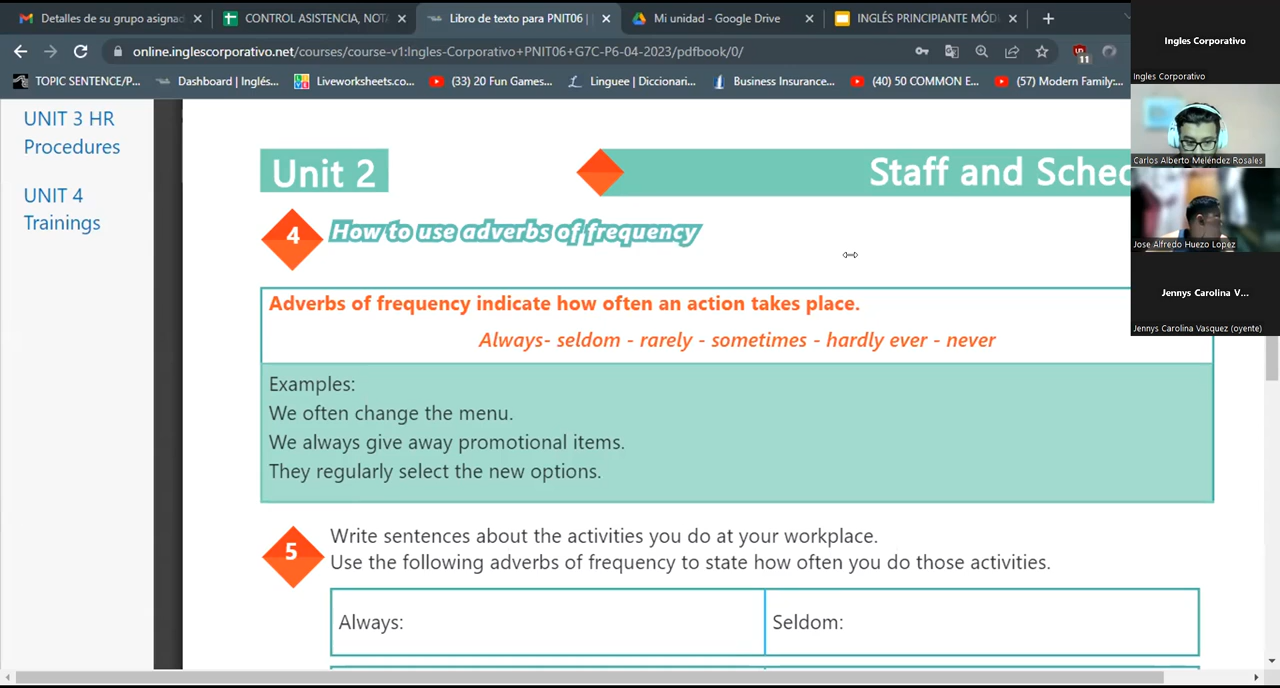 Detalles de su grupo asignad
CONTROL ASISTENCIA, NOTA
Libro de texto para PNIT06 |
Mi unidad - Google Drive
INGLÉS PRINCIPIANTE MÓD
online.inglescorporativo.net/courses/course-v1:Ingles-Corporativo+PNIT06+G7C-P6-04-2023/pdfbook/0/
11
TOPIC SENTENCE/P...
Dashboard | Inglés...
Liveworksheets.co...
(33) 20 Fun Games...
Linguee | Diccionari...
Business Insurance...
(40) 50 COMMON E...
(57) Modern Family:...
Ingles Corporativo
Ingles Corporativo
Carlos Alberto Meléndez Rosales
Jose Alfredo Huezo Lopez
Jennys Carolina V...
Jennys Carolina Vasquez (oyente)
UNIT 3 HR
Procedures
UNIT 4
Trainings
Unit 2
Staff and Sched
4
How to use adverbs of frequency
Adverbs of frequency indicate how often an action takes place.
Always- seldom - rarely - sometimes - hardly ever - never
Examples:
We often change the menu.
We always give away promotional items.
They regularly select the new options.
5
Write sentences about the activities you do at your workplace.
Use the following adverbs of frequency to state how often you do those activities.
Always:
Seldom: